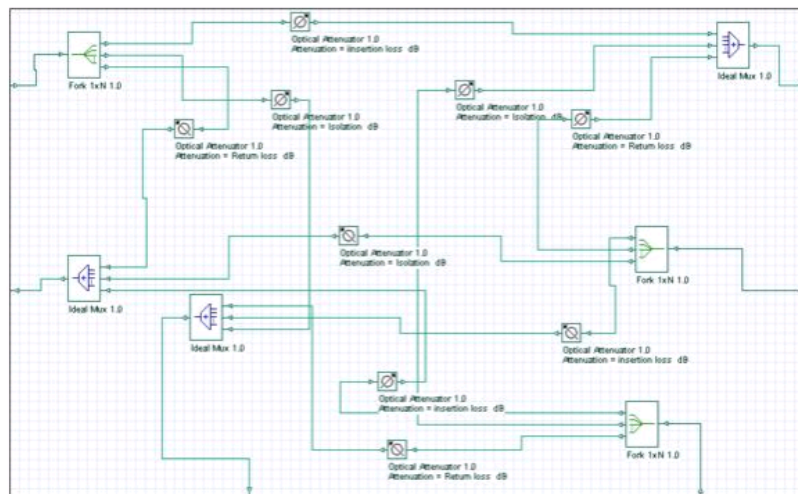 Optical Attenuator 1.0
Attenuation = insertion loss dB
Fork 1xN 1.0
Ideal Mux 1.0
Optical Attenuator 1.0
Attenuation = Isolation dB
Optical Attenuator 1.0
Attenuation = Isolation dB
Optical Attenuator 1.0
Attenuation = Return loss dB
Optical Attenuator 1.0
Attenuation = Return loss dB
Optical Attenuator 1.0
Attenuation = Isolation dB
Fork 1xN 1.0
Ideal Mux 1.0
Ideal Mux 1.0
Optical Attenuator 1.0
Attenuation = insertion loss dB
Optical Attenuator 1.0
Attenuation = insertion loss dB
Fork 1xN 1.0
Optical Attenuator 1.0
Attenuation = Return loss dB